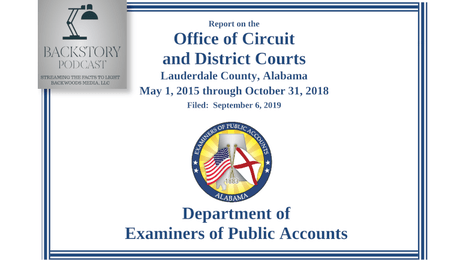 BACKSTORY
PODCAST
STREAMING THE FACTS TO LIGHT
BACKWOODS MEDIA, LLC
Report on the
Office of Circuit
and District Courts
Lauderdale County, Alabama
May 1, 2015 through October 31, 2018
Filed: September 6, 2019
EXAMINERS OF PUBLIC ACCOUNTS
1883
ALABAMA
Department of
Examiners of Public Accounts